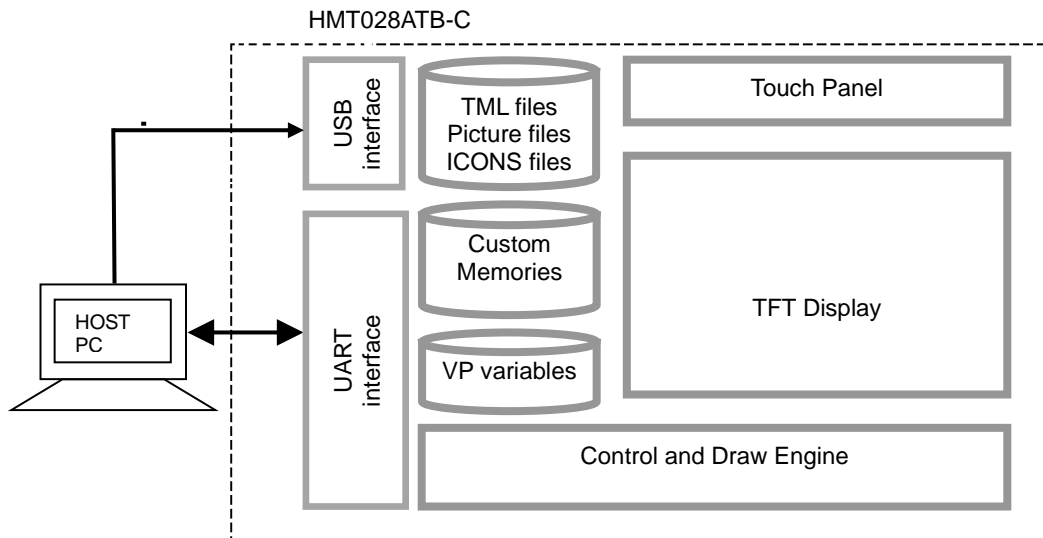 HMT028ATB-C
USB
interface
TML files
Picture files
ICONS files
Touch Panel
Custom
Memories
TFT Display
HOST
PC
UART
interface
VP variables
Control and Draw Engine